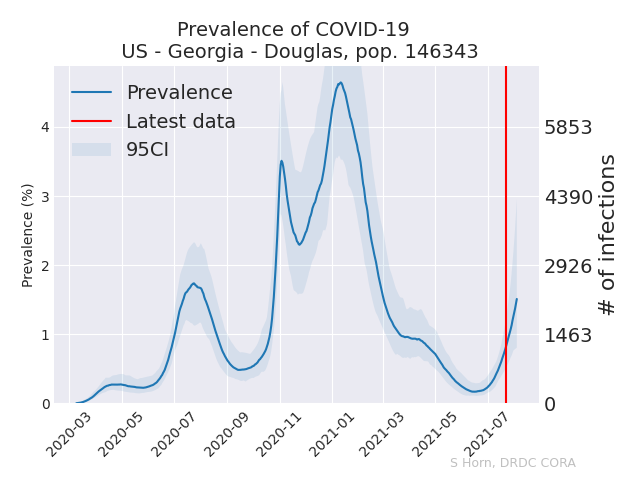 Prevalence of COVID-19
US - Georgia - Douglas, pop. 146343
Prevalence
Latest data
95CI
Prevalence (%)
4
3
2
1
0
5853
4390
2926
1463
0
# of infections
2020-03
2020-05
2020-07
2020-09
2020-11
2021-01
2021-03
2021-05
2021-07
S Horn, DRDC CORA